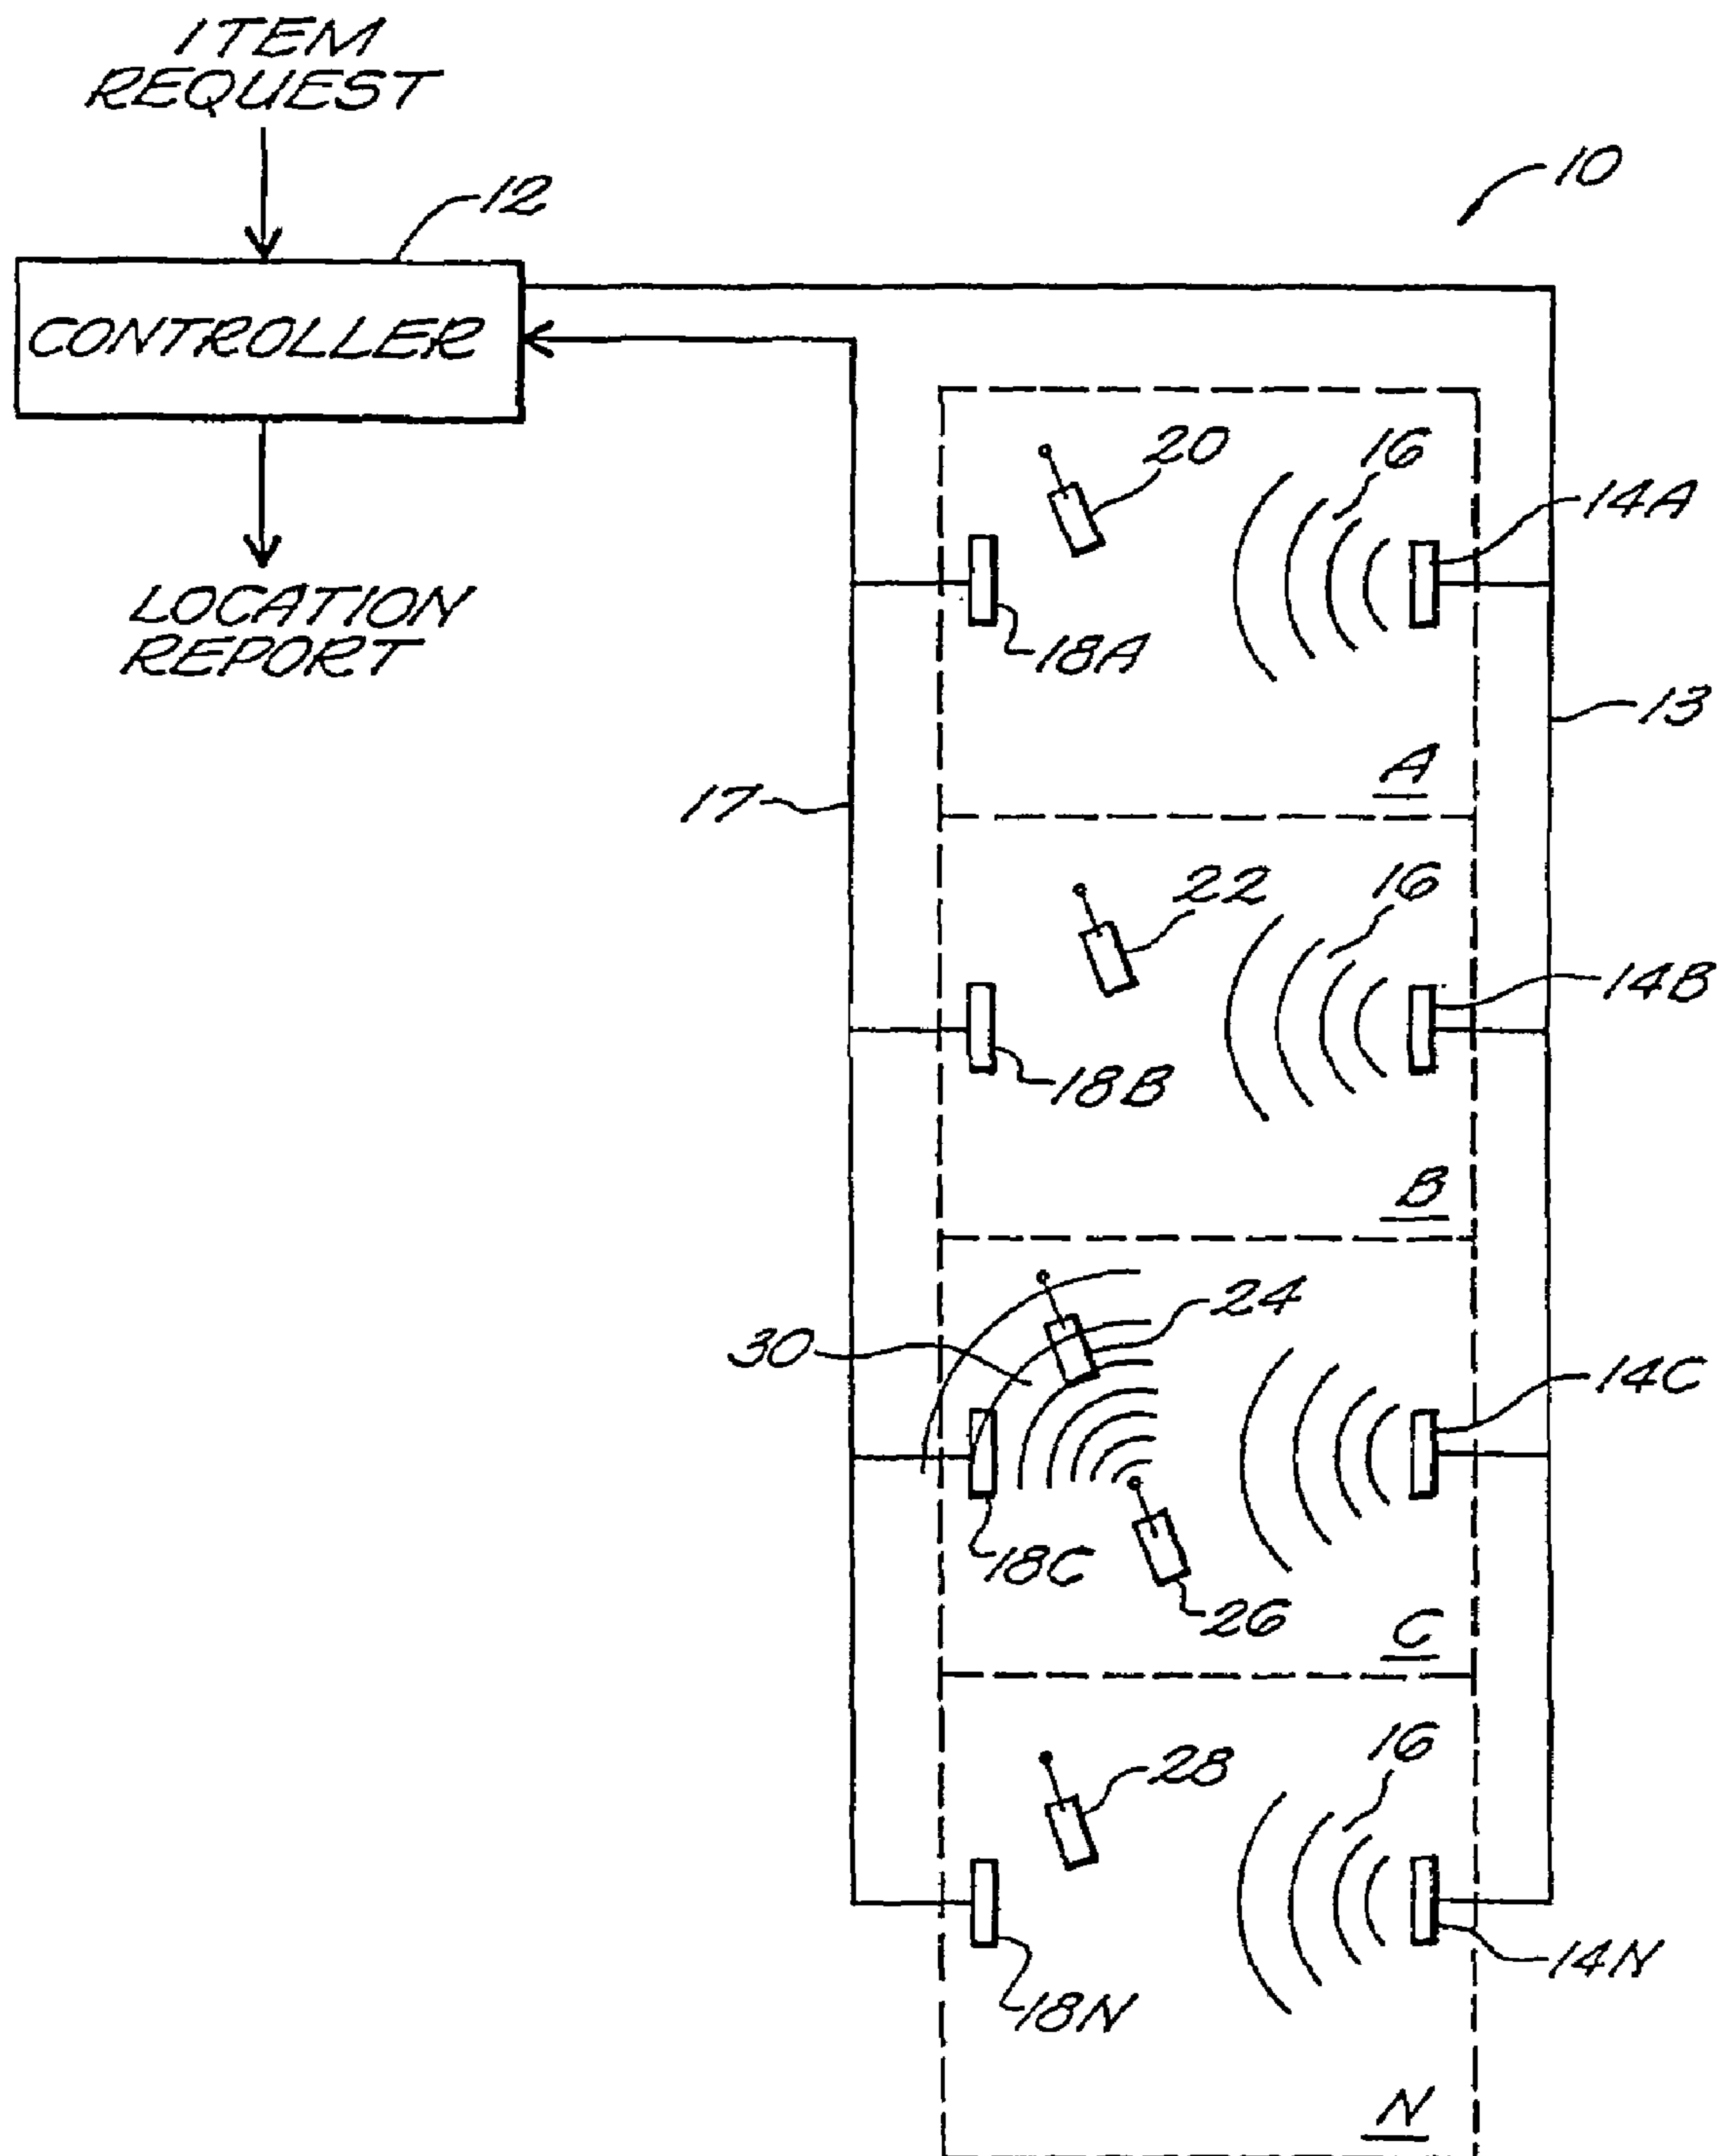 ITEM
REQUEST
10
12
CONTROLLER
20
16
14A
LOCATION
REPORT
18A
13
A
17
22
16
14B
18B
B
24
30
14C
18C
26
C
28
16
14N
18N
N